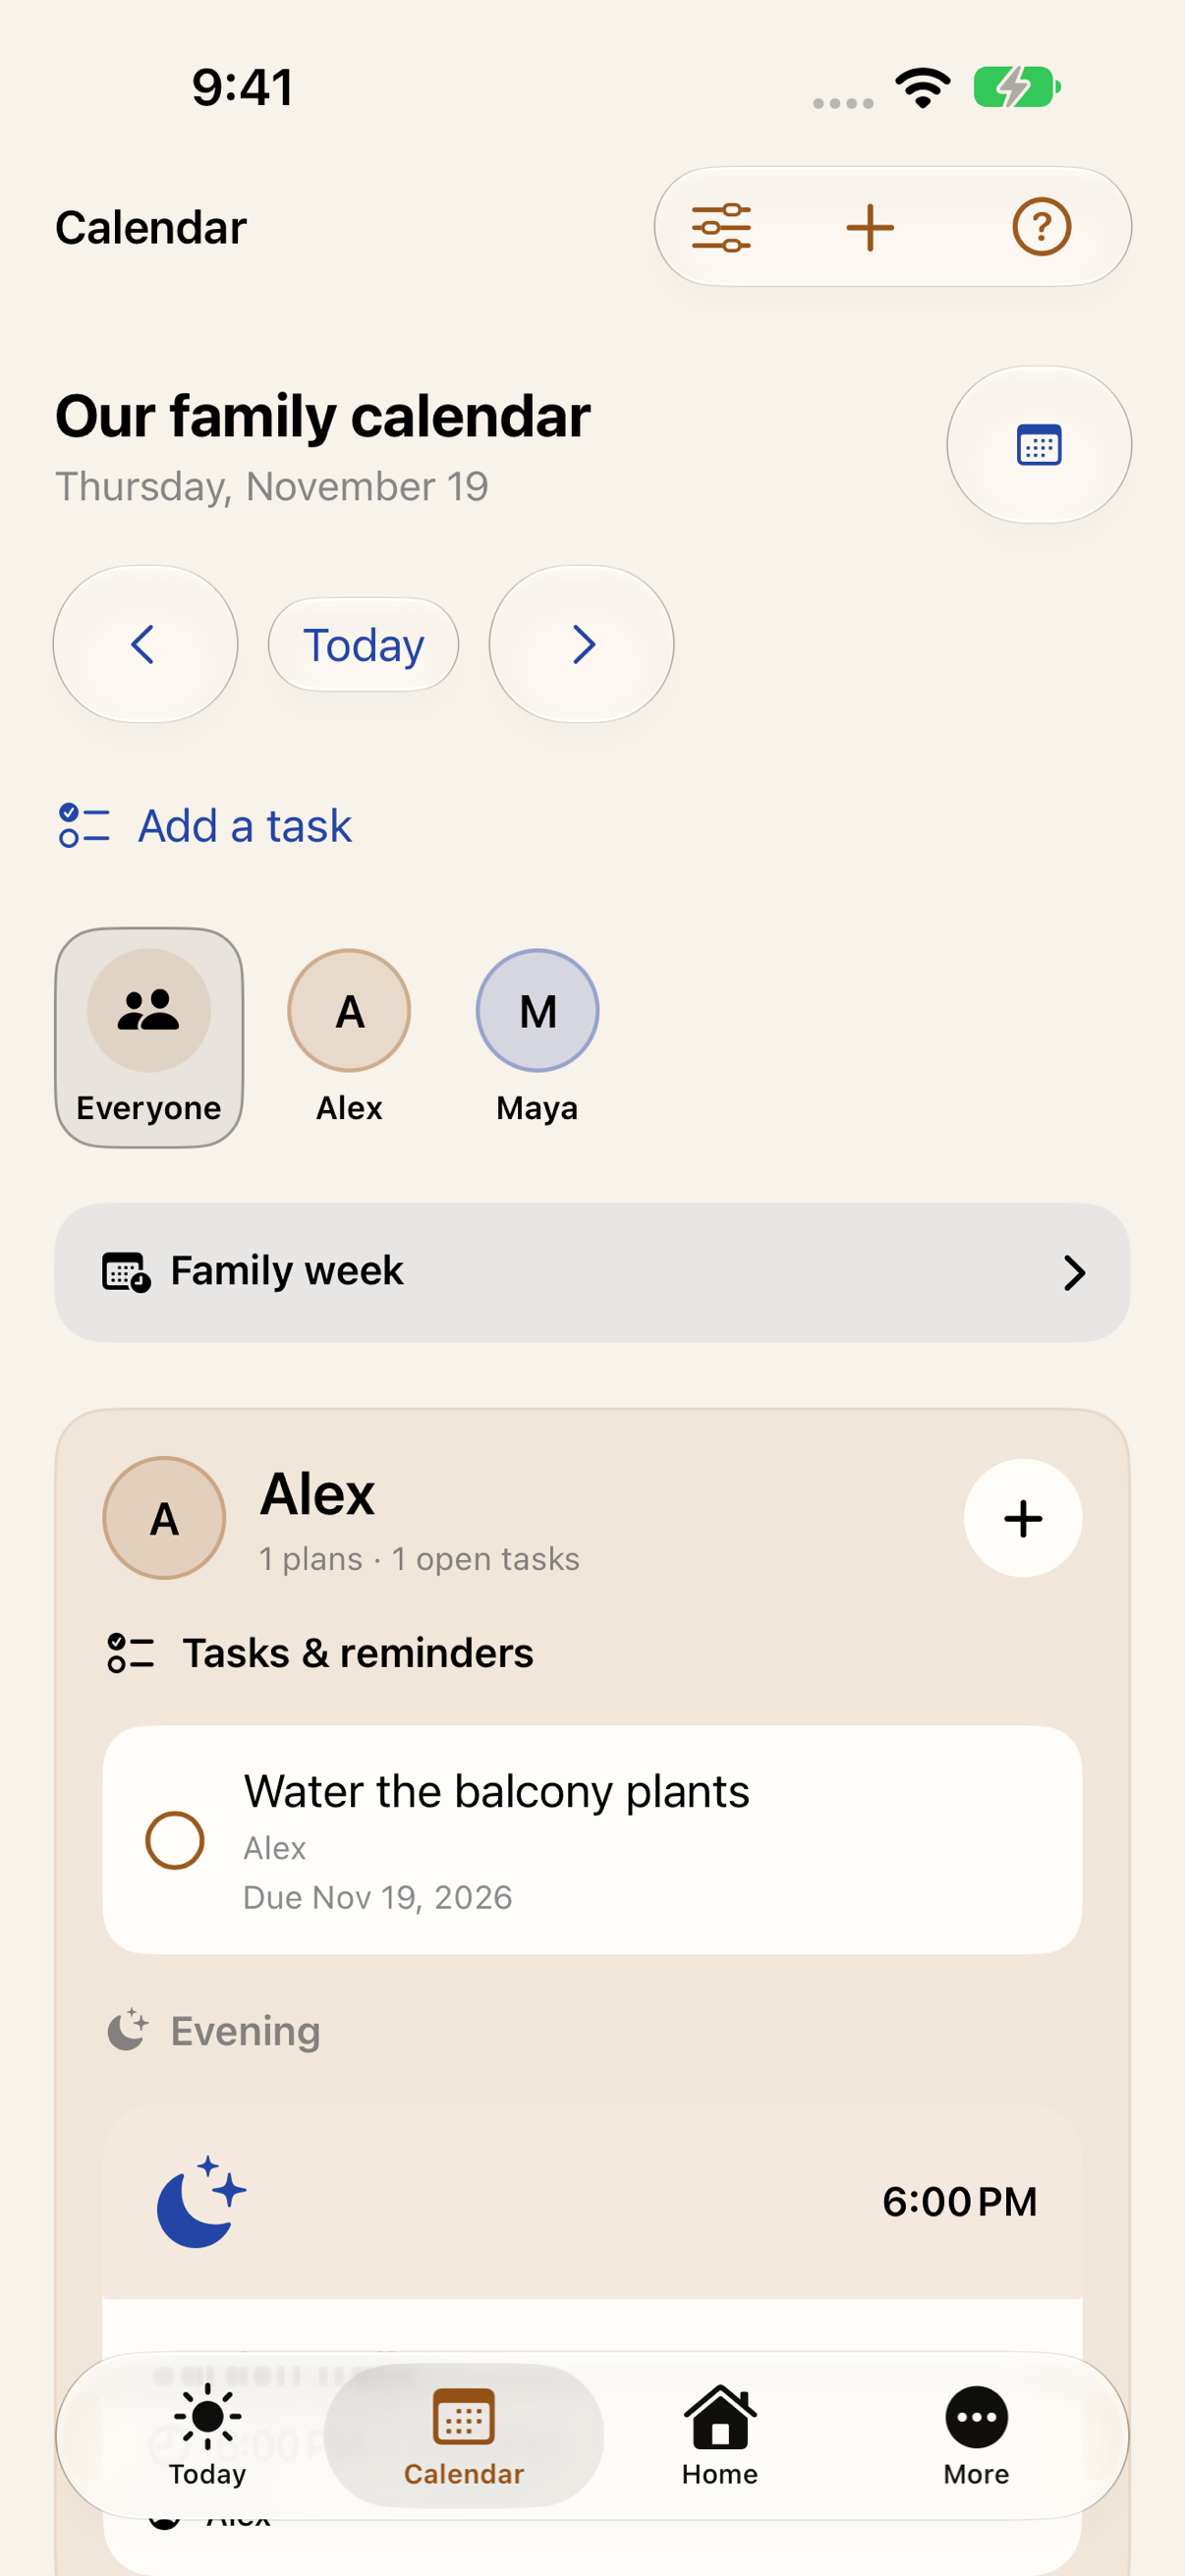 9:41
Calendar
Our family calendar
Thursday, November 19
Today
Add a task
A
M
Everyone
Alex
Maya
Family week
A
Alex
1 plans · 1 open tasks
Tasks & reminders
Water the balcony plants
Alex
Due Nov 19, 2026
Evening
6:00 PM
Today
Calendar
Home
More
Alex